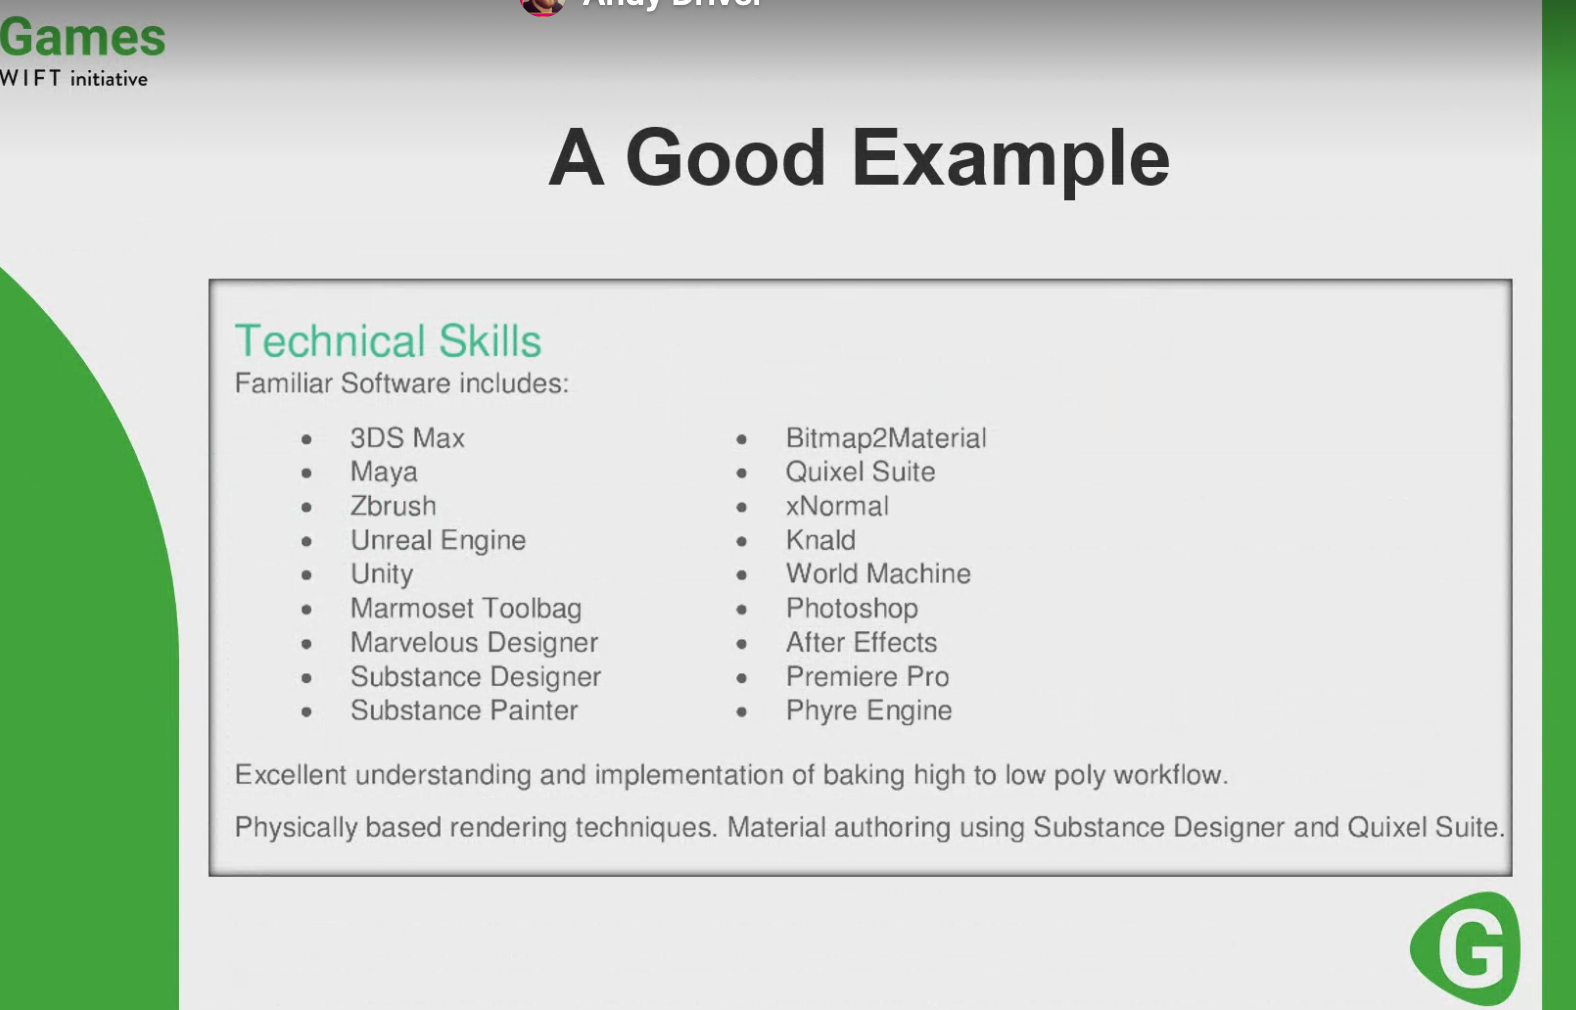 Andy Driver
Games
WIFT initiative
A Good Example
Technical Skills
Familiar Software includes:
• 3DS Max
• Maya
• Zbrush
• Unreal Engine
• Unity
• Marmoset Toolbag
• Marvelous Designer
• Substance Designer
• Substance Painter
• Bitmap2Material
• Quixel Suite
• xNormal
• Knald
• World Machine
• Photoshop
• After Effects
• Premiere Pro
• Phyre Engine
Excellent understanding and implementation of baking high to low poly workflow.
Physically based rendering techniques. Material authoring using Substance Designer and Quixel Suite.
G